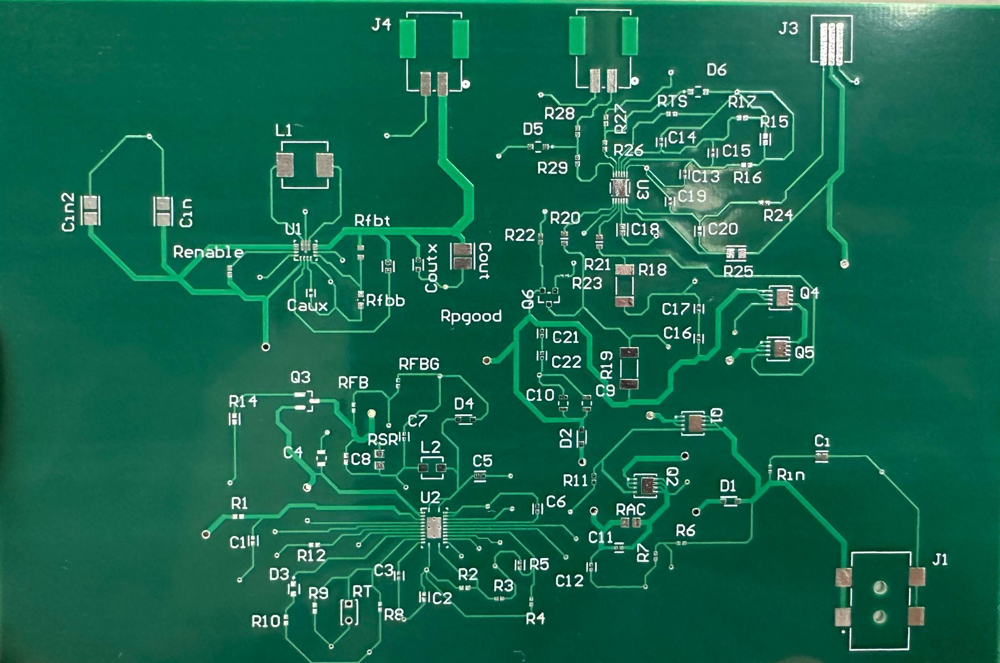 J4
J3
D6
R28
R27
RTS
R17
R15
D5
L1
C14
R26
C15
R29
C13
R16
U3
C19
Cin2
Cin
R24
Rfbt
R20
U1
C18
C20
R22
Renable
Coutx
Cout
R21
R18
R25
R23
Q4
Caux
Rfbb
Q6
C17
Rpgood
C21
C16
Q5
C22
R19
RFBG
Q3
RFB
C10
C9
R14
D4
Q1
C7
D2
RSR
C1
L2
C4
C8
C5
R11
Q2
Rin
D1
U2
R1
C6
RAC
C1
R12
C11
R6
R7
J1
D3
C3
R2
R5
C12
R9
RT
R3
C2
R10
R8
R4